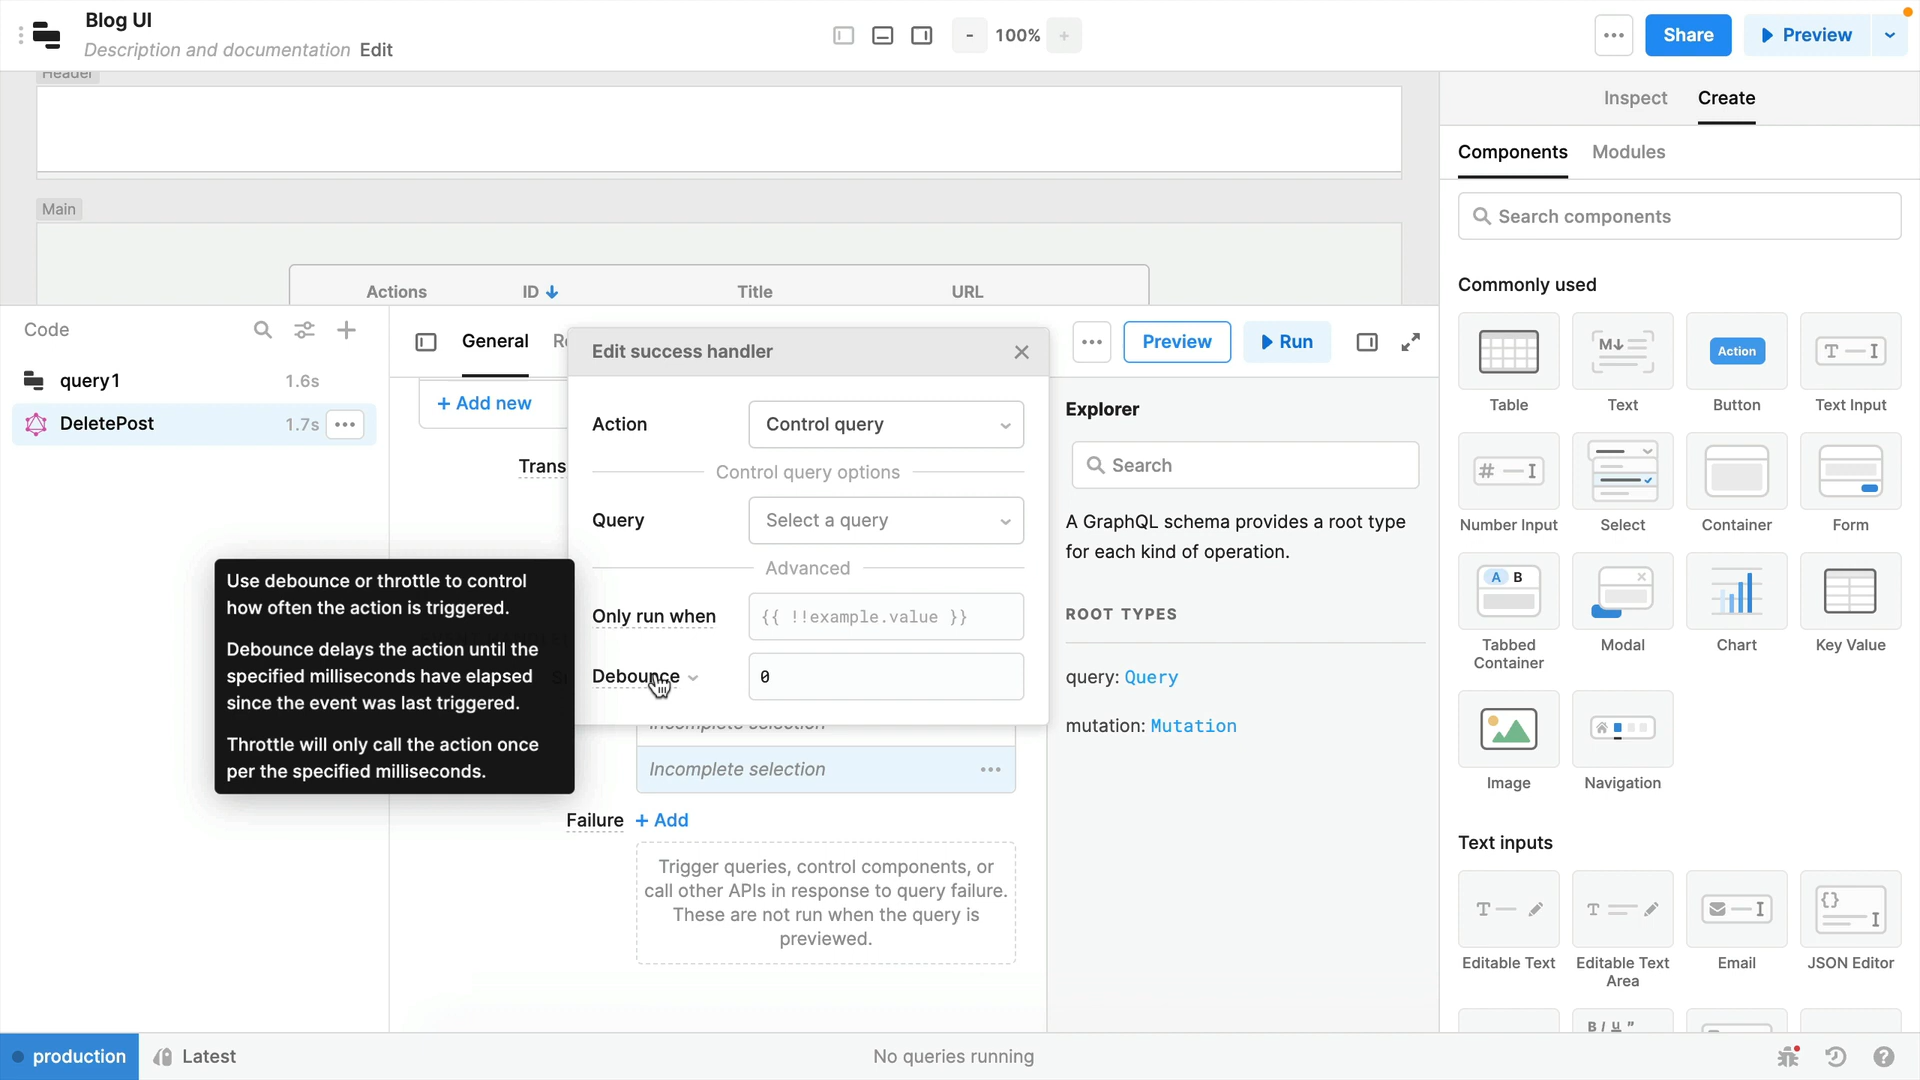 Blog UI
Description and documentation Edit
- 100% +
Share
Preview
Header
Main
Actions ID Title URL
Inspect Create
Components Modules
Search components
Commonly used
Action
Table Text Button Text Input
Number Input Select Container Form
A B
Tabbed
Container
Modal Chart Key Value
Image Navigation
Text inputs
Editable Text
Editable Text
Area
Email JSON Editor
B I U "
Code
query1 1.6s
DeletePost 1.7s
General
+ Add new
Trans
Preview Run
Edit success handler
Action Control query
Control query options
Query Select a query
Advanced
Only run when {{ !!example.value }}
Debounce 0
Use debounce or throttle to control
how often the action is triggered.
Debounce delays the action until the
specified milliseconds have elapsed
since the event was last triggered.
Throttle will only call the action once
per the specified milliseconds.
Incomplete selection
Incomplete selection
Failure + Add
Trigger queries, control components, or
call other APIs in response to query failure.
These are not run when the query is
previewed.
Explorer
Search
A GraphQL schema provides a root type
for each kind of operation.
ROOT TYPES
query: Query
mutation: Mutation
production Latest No queries running